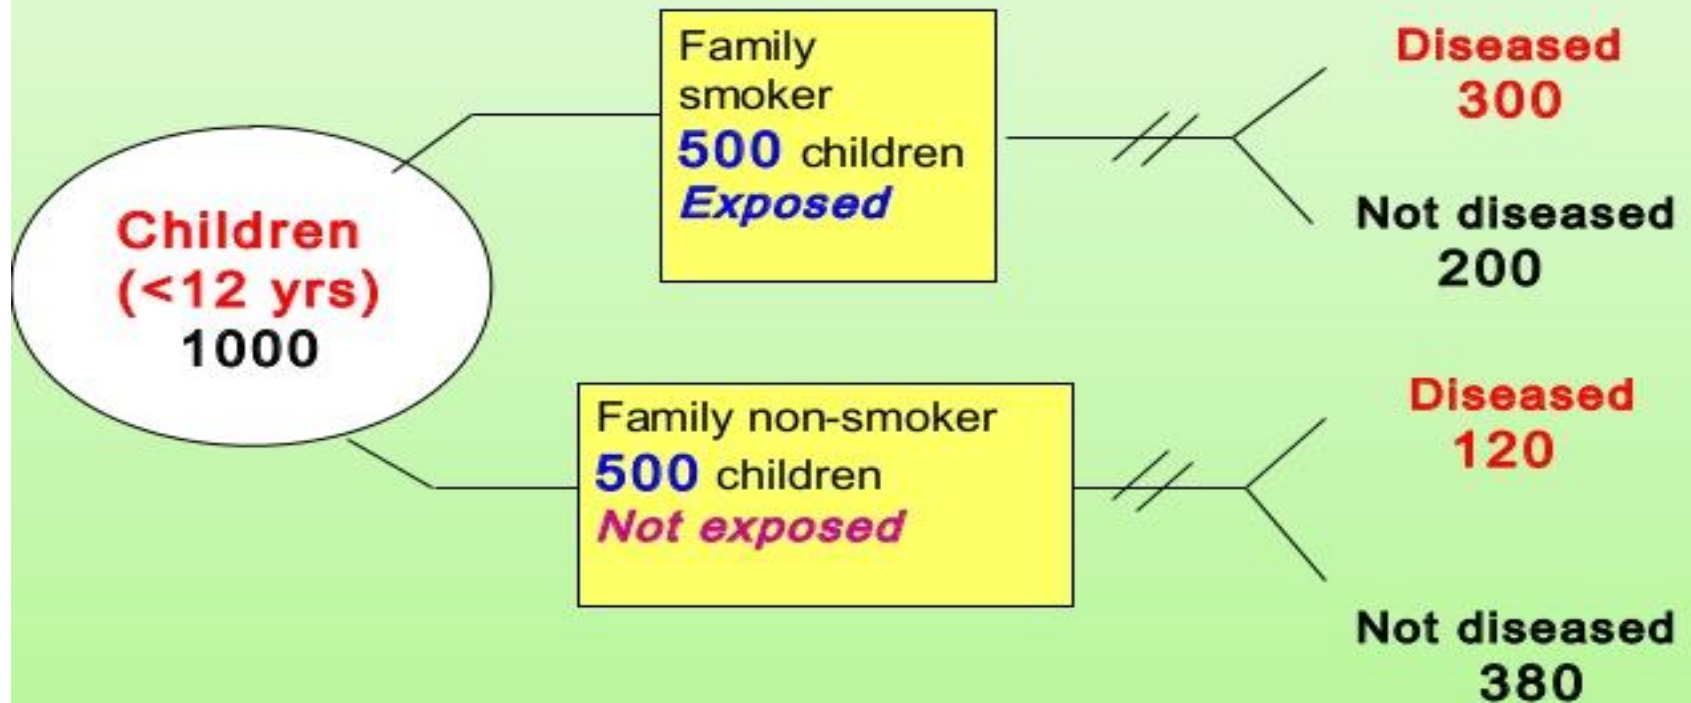 Children
(<12 yrs)
1000
Family
smoker
500 children
Exposed
Diseased
300
Not diseased
200
Family non-smoker
500 children
Not exposed
Diseased
120
Not diseased
380